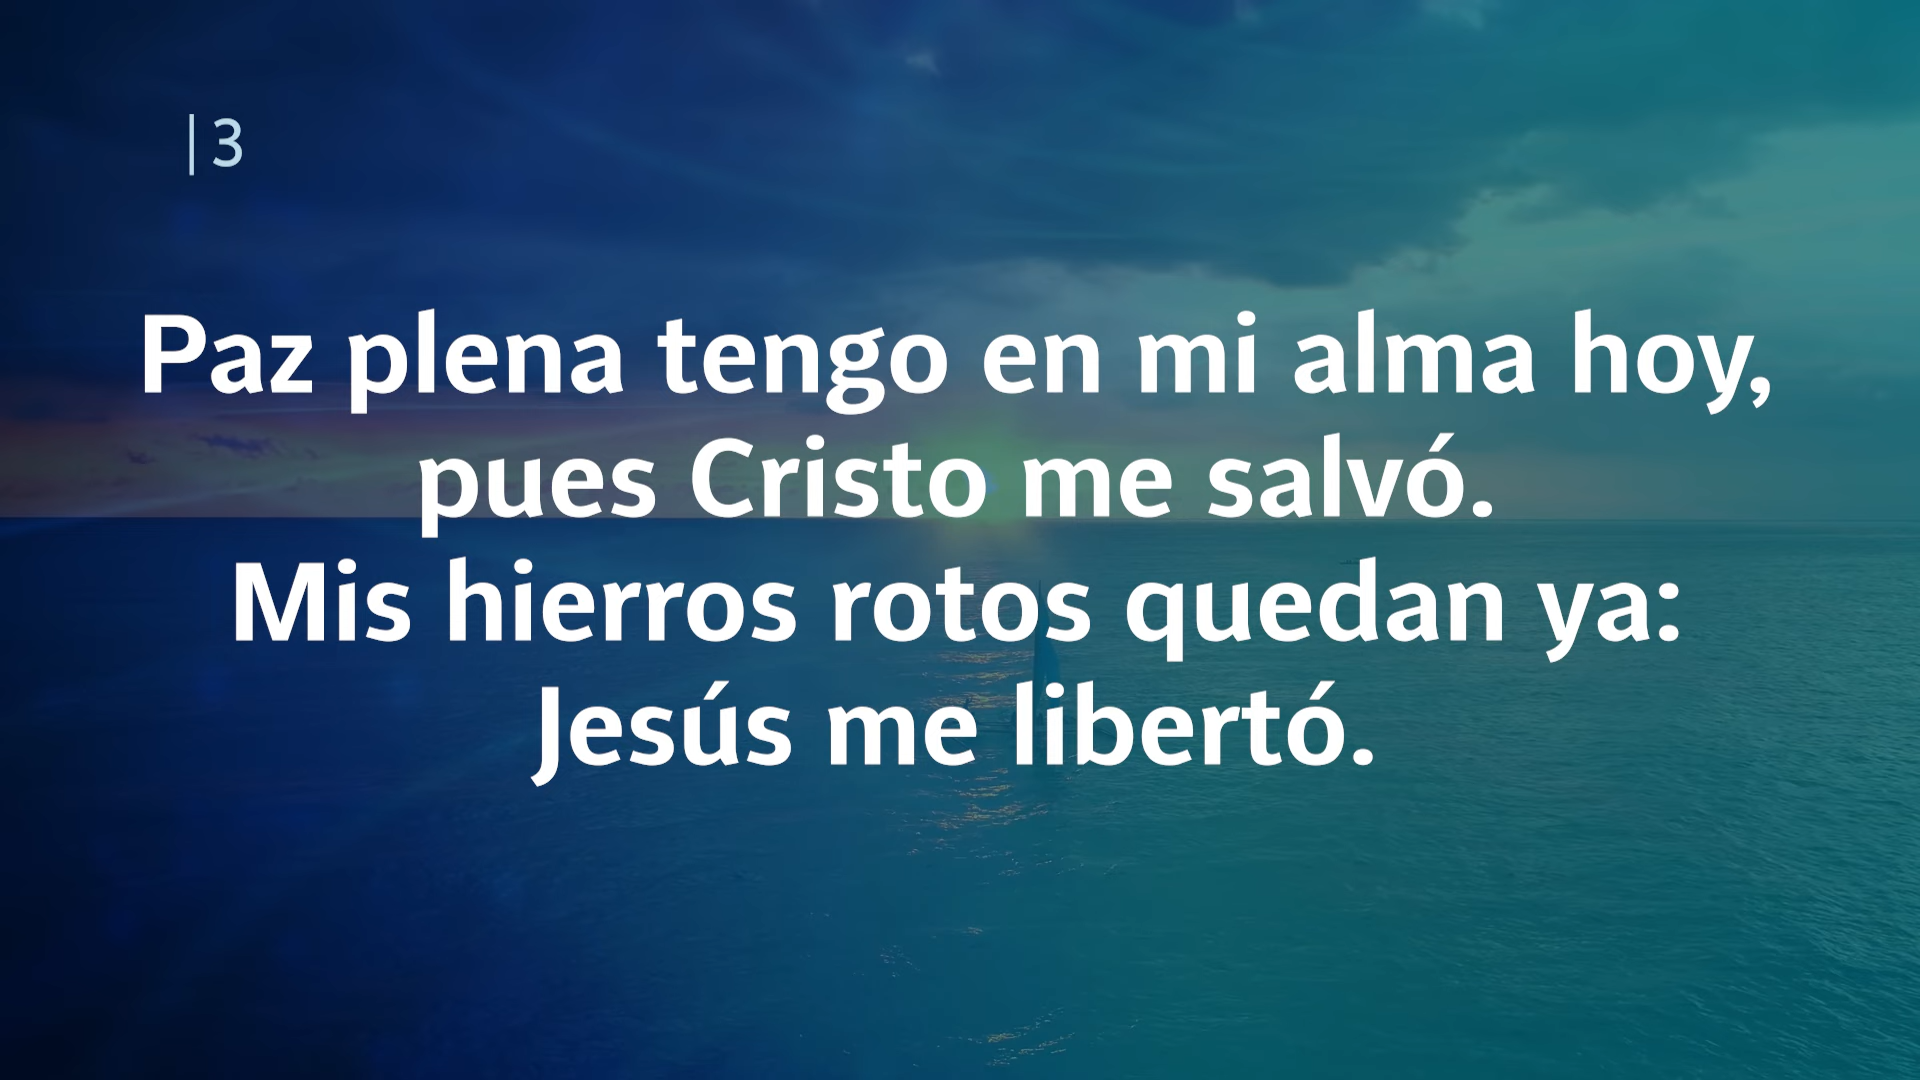 |3
Paz plena tengo en mi alma hoy,
pues Cristo me salvó.
Mis hierros rotos quedan ya:
Jesús me libertó.